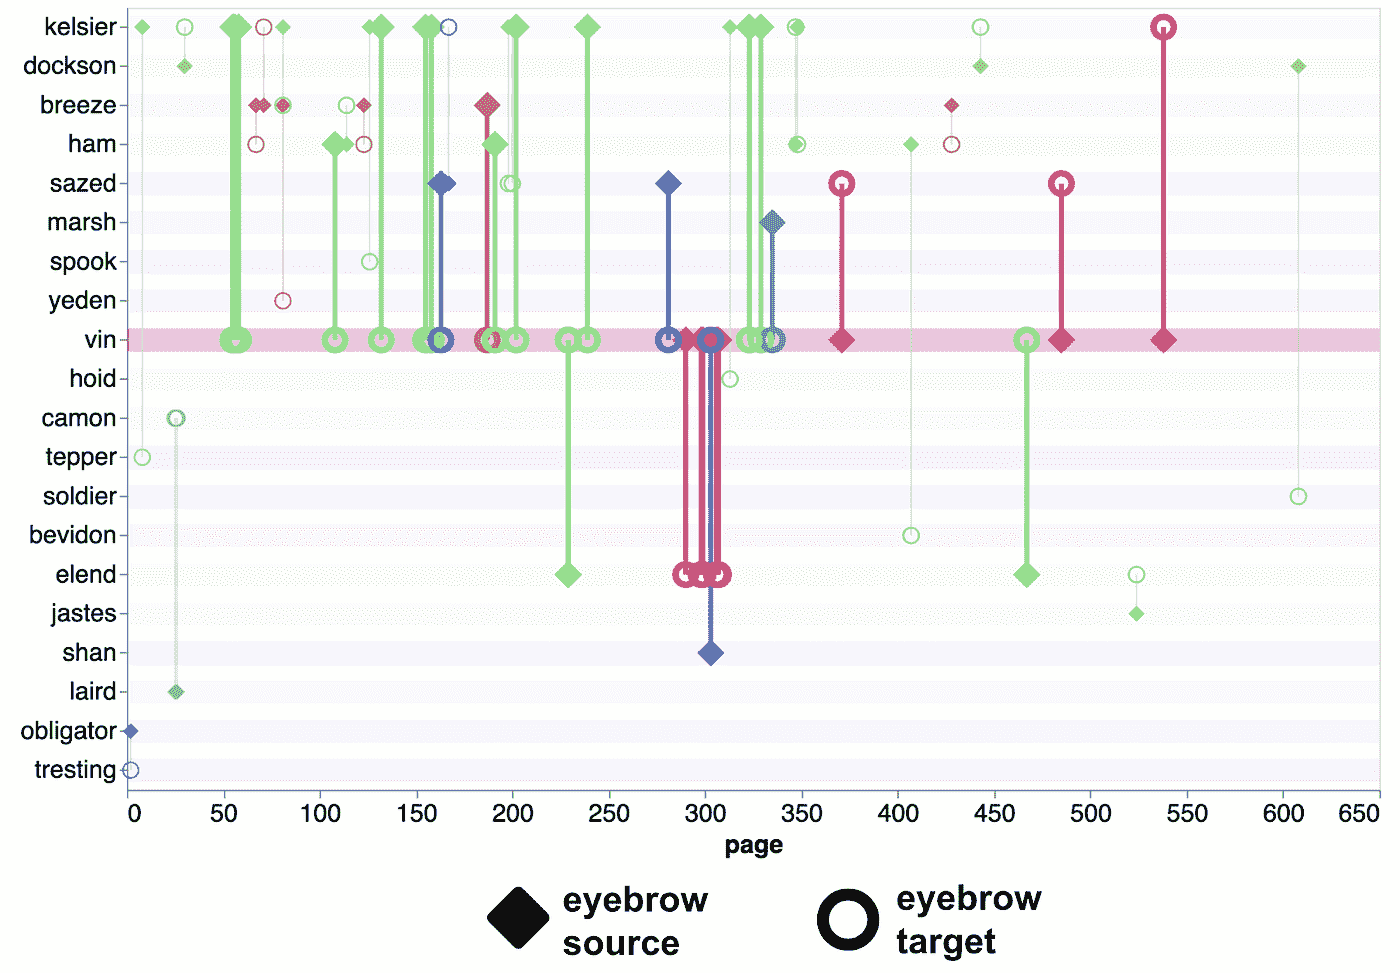 kelsier
dockson
breeze
ham
sazed
marsh
spook
yeden
vin
hoid
camon
tepper
soldier
bevidon
elend
jastes
shan
laird
obligator
tresting
0 50 100 150 200 250 300 350 400 450 500 550 600 650
page
eyebrow
source
eyebrow
target